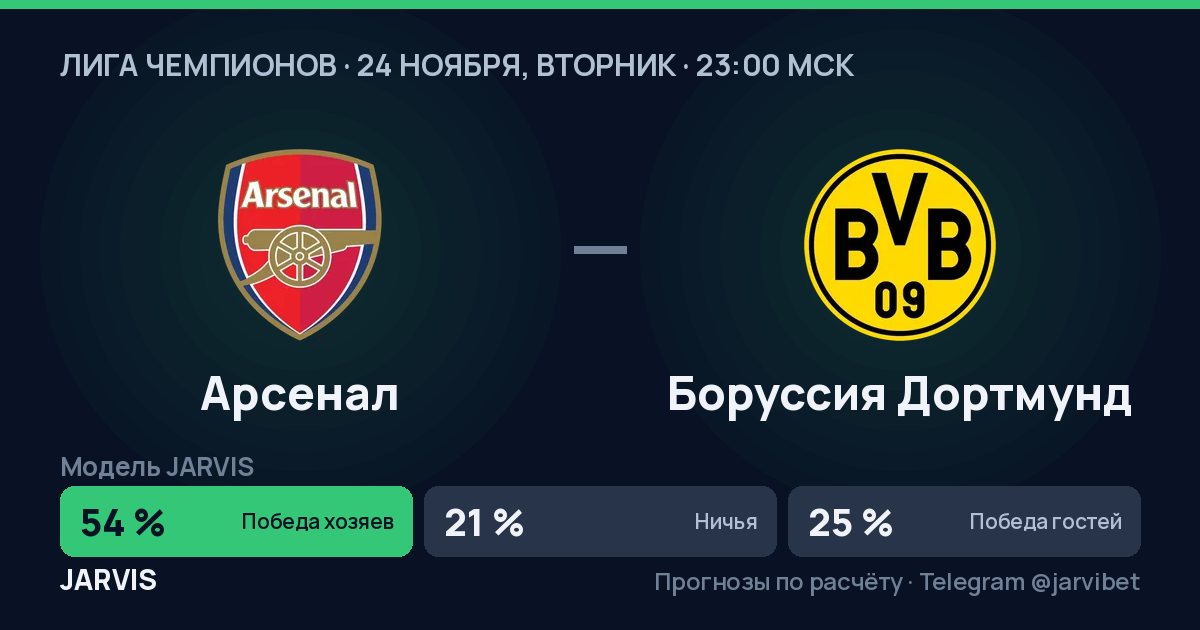 ЛИГА ЧЕМПИОНОВ · 24 НОЯБРЯ, ВТОРНИК · 23:00 МСК
Arsenal
BVB
09
—
Арсенал
Боруссия Дортмунд
Модель JARVIS
54 % Победа хозяев
21 % Ничья
25 % Победа гостей
JARVIS
Прогнозы по расчёту · Telegram @jarvibet